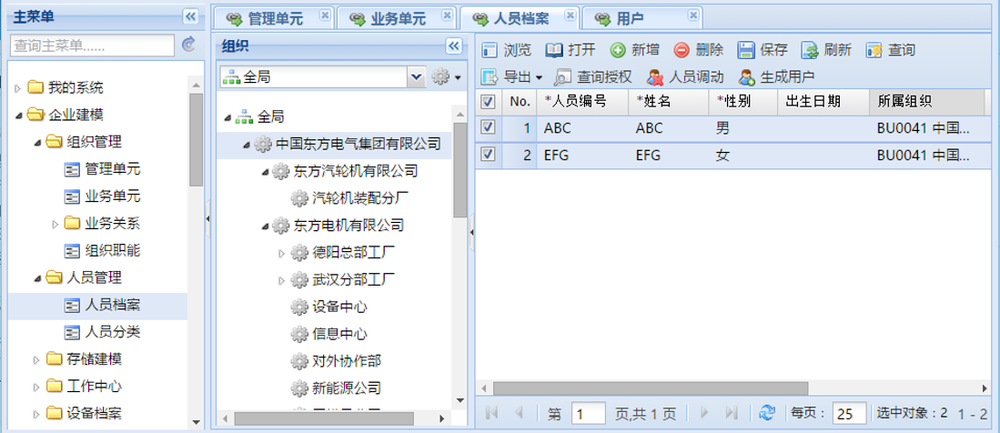 主菜单
查询主菜单......
我的系统
企业建模
组织管理
管理单元
业务单元
业务关系
组织职能
人员管理
人员档案
人员分类
存储建模
工作中心
设备档案
管理单元 业务单元 人员档案 用户
组织
全局
全局
中国东方电气集团有限公司
东方汽轮机有限公司
汽轮机装配分厂
东方电机有限公司
德阳总部工厂
武汉分部工厂
设备中心
信息中心
对外协作部
新能源公司
浏览 打开 新增 删除 保存 刷新 查询
导出 查询授权 人员调动 生成用户
No. *人员编号 *姓名 *性别 出生日期 所属组织
1 ABC ABC 男 BU0041 中国...
2 EFG EFG 女 BU0041 中国...
第 1 页,共 1 页 每页： 25 选中对象：2 1 - 2